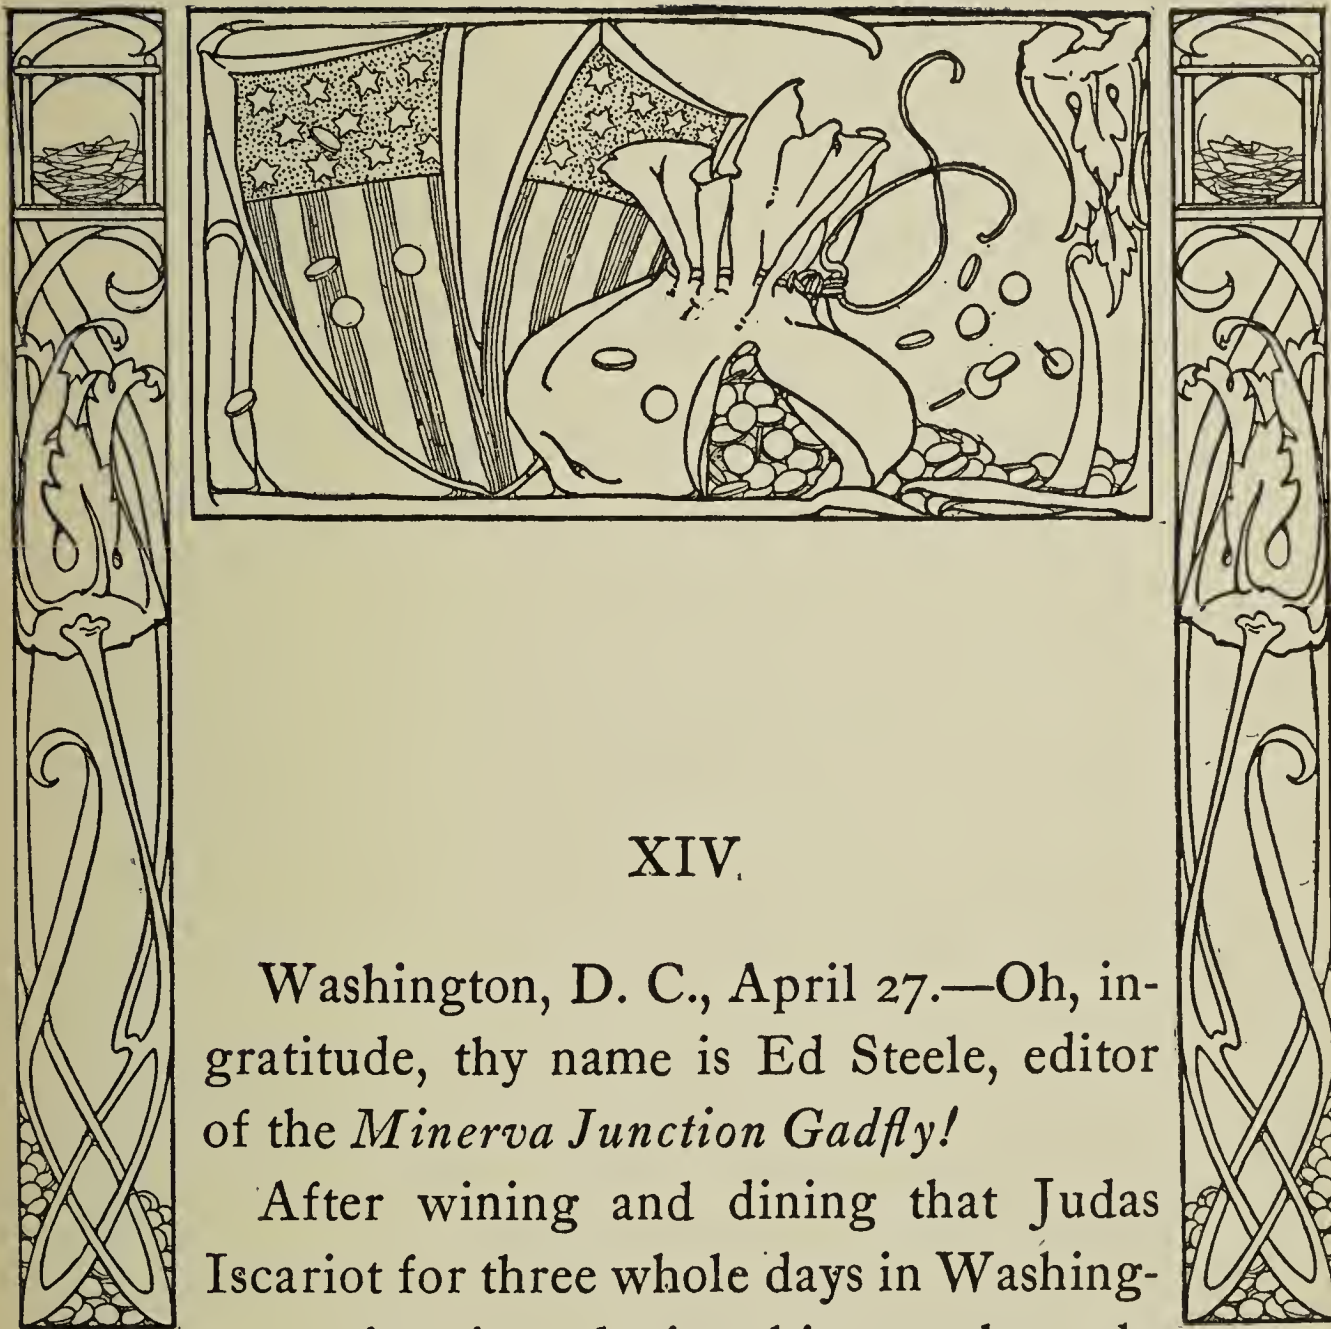 XIV.
Washington, D. C., April 27.—Oh, in-
gratitude, thy name is Ed Steele, editor
of the Minerva Junction Gadfly!
After wining and dining that Judas
Iscariot for three whole days in Washing-